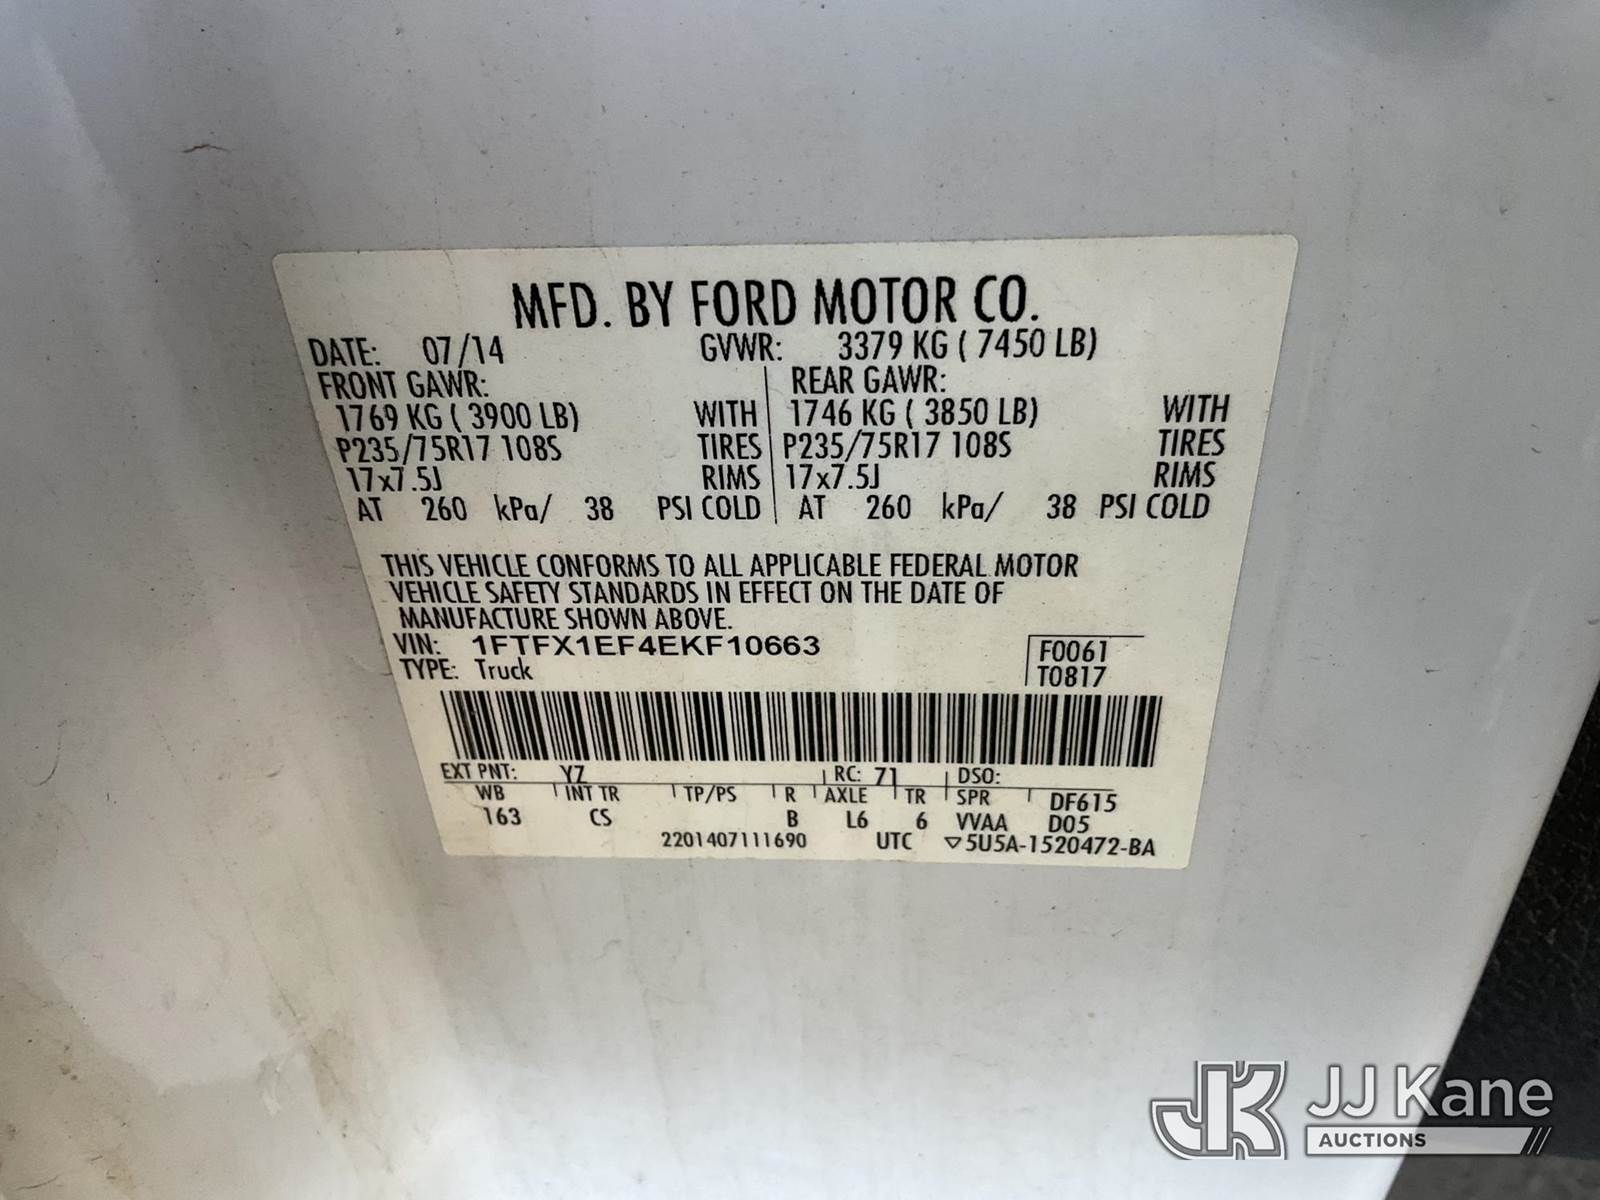 MFD. BY FORD MOTOR CO.
DATE: 07/14 GVWR: 3379 KG ( 7450 LB)
FRONT GAWR: REAR GAWR:
1769 KG ( 3900 LB) WITH 1746 KG ( 3850 LB) WITH
P235/75R17 108S TIRES P235/75R17 108S TIRES
17x7.5J RIMS 17x7.5J RIMS
AT 260 kPa/ 38 PSI COLD AT 260 kPa/ 38 PSI COLD
THIS VEHICLE CONFORMS TO ALL APPLICABLE FEDERAL MOTOR
VEHICLE SAFETY STANDARDS IN EFFECT ON THE DATE OF
MANUFACTURE SHOWN ABOVE.
VIN: 1FTFX1EF4EKF10663 F0061
TYPE: Truck T0817
EXT PNT: YZ RC: 71 DSO:
WB INT TR TP/PS R AXLE TR SPR DF615
163 CS B L6 6 VVAA D05
2201407111690 UTC ▽5U5A-1520472-BA
JK JJ Kane
AUCTIONS